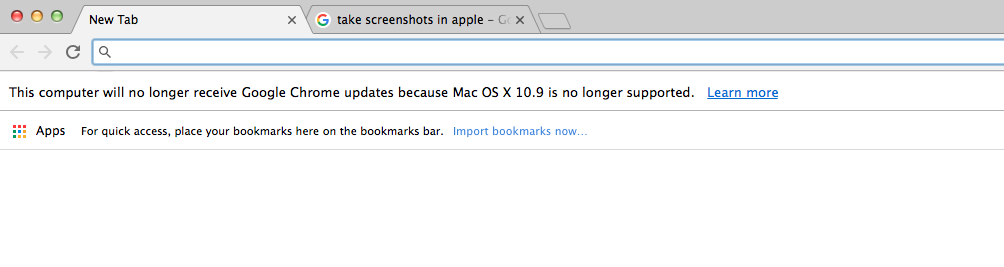 New Tab
take screenshots in apple – G
This computer will no longer receive Google Chrome updates because Mac OS X 10.9 is no longer supported. Learn more
Apps For quick access, place your bookmarks here on the bookmarks bar. Import bookmarks now...